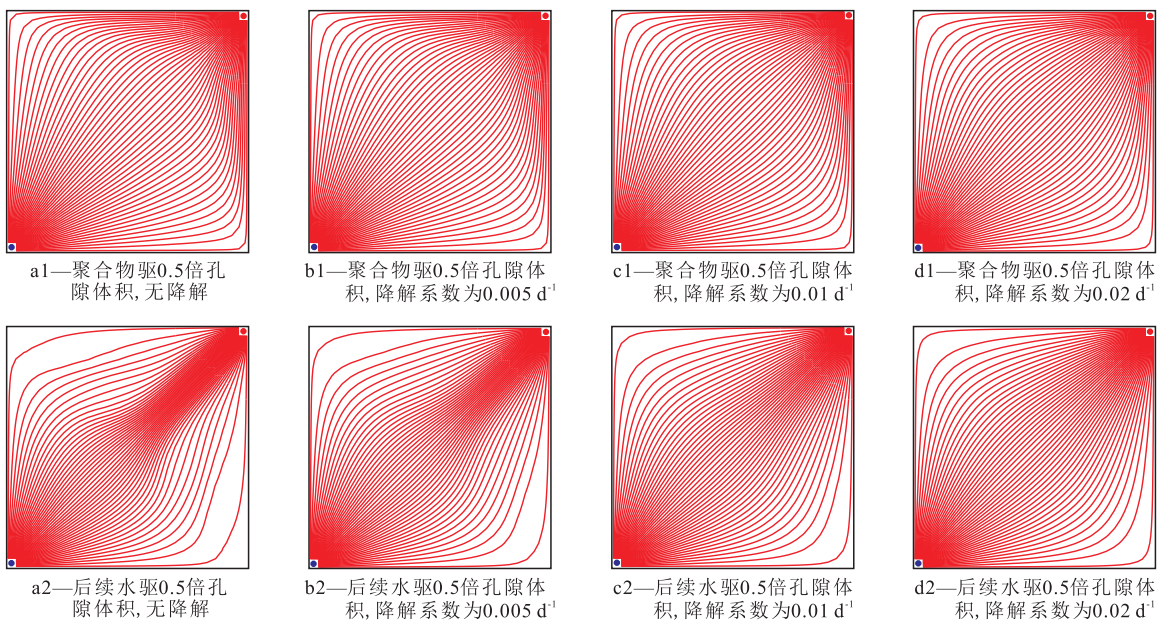 a1—聚合物驱0.5倍孔
隙体积,无降解
b1—聚合物驱0.5倍孔隙体
积,降解系数为0.005 d⁻¹
c1—聚合物驱0.5倍孔隙体
积,降解系数为0.01 d⁻¹
d1—聚合物驱0.5倍孔隙体
积,降解系数为0.02 d⁻¹
a2—后续水驱0.5倍孔
隙体积,无降解
b2—后续水驱0.5倍孔隙体
积,降解系数为0.005 d⁻¹
c2—后续水驱0.5倍孔隙体
积,降解系数为0.01 d⁻¹
d2—后续水驱0.5倍孔隙体
积,降解系数为0.02 d⁻¹